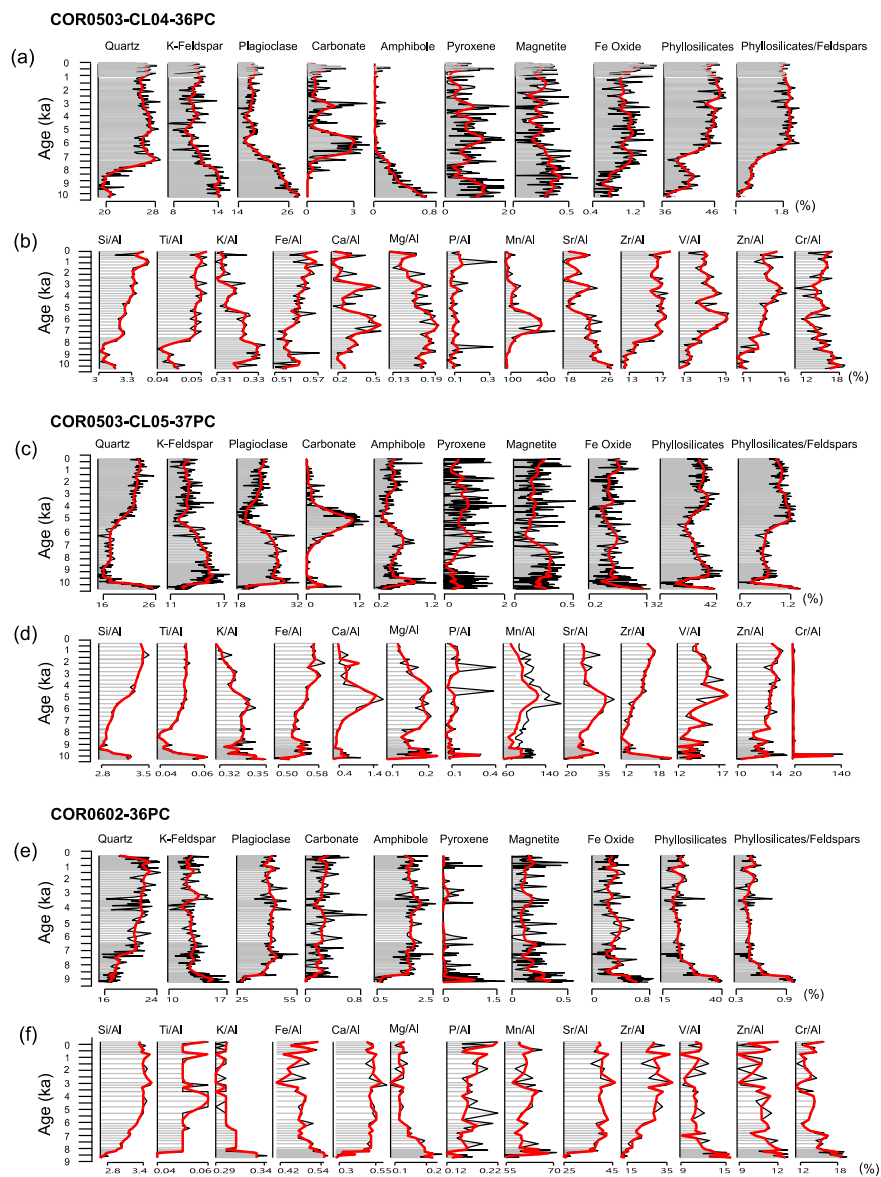 COR0503-CL04-36PC
(a)
Quartz K-Feldspar Plagioclase Carbonate Amphibole Pyroxene Magnetite Fe Oxide Phyllosilicates Phyllosilicates/Feldspars
Age (ka)
0
1
2
3
4
5
6
7
8
9
10
20 28 8 14 14 26 0 3 0 0.8 0 2 0 0.5 0.4 1.2 36 46 1 1.8 (%)
(b)
Si/Al Ti/Al K/Al Fe/Al Ca/Al Mg/Al P/Al Mn/Al Sr/Al Zr/Al V/Al Zn/Al Cr/Al
Age (ka)
0
1
2
3
4
5
6
7
8
9
10
3 3.3 0.04 0.05 0.31 0.33 0.51 0.57 0.2 0.5 0.13 0.19 0.1 0.3 100 400 18 26 13 17 13 19 11 16 12 18 (%)
COR0503-CL05-37PC
(c)
Quartz K-Feldspar Plagioclase Carbonate Amphibole Pyroxene Magnetite Fe Oxide Phyllosilicates Phyllosilicates/Feldspars
Age (ka)
0
1
2
3
4
5
6
7
8
9
10
16 26 11 17 18 32 0 12 0.2 1.2 0 2 0 0.5 0.2 132 42 0.7 1.2 (%)
(d)
Si/Al Ti/Al K/Al Fe/Al Ca/Al Mg/Al P/Al Mn/Al Sr/Al Zr/Al V/Al Zn/Al Cr/Al
Age (ka)
0
1
2
3
4
5
6
7
8
9
10
2.8 3.5 0.04 0.06 0.32 0.35 0.50 0.58 0.4 1.4 0.1 0.2 0.1 0.4 60 140 20 35 12 18 12 17 10 14 20 140 (%)
COR0602-36PC
(e)
Quartz K-Feldspar Plagioclase Carbonate Amphibole Pyroxene Magnetite Fe Oxide Phyllosilicates Phyllosilicates/Feldspars
Age (ka)
0
1
2
3
4
5
6
7
8
9
16 24 10 17 25 55 0 0.8 0.5 2.5 0 1.5 0 0.5 0 0.8 15 40 0.3 0.9 (%)
(f)
Si/Al Ti/Al K/Al Fe/Al Ca/Al Mg/Al P/Al Mn/Al Sr/Al Zr/Al V/Al Zn/Al Cr/Al
Age (ka)
0
1
2
3
4
5
6
7
8
9
2.8 3.4 0.04 0.06 0.29 0.34 0.42 0.54 0.3 0.55 0.1 0.2 0.12 0.22 55 70 25 45 15 35 9 15 9 12 12 18 (%)